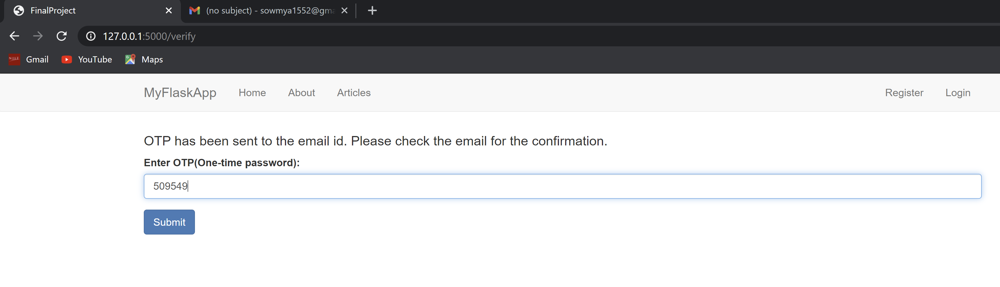 FinalProject
(no subject) - sowmya1552@gma
127.0.0.1:5000/verify
Gmail YouTube Maps
MyFlaskApp Home About Articles Register Login
OTP has been sent to the email id. Please check the email for the confirmation.
Enter OTP(One-time password):
509549
Submit